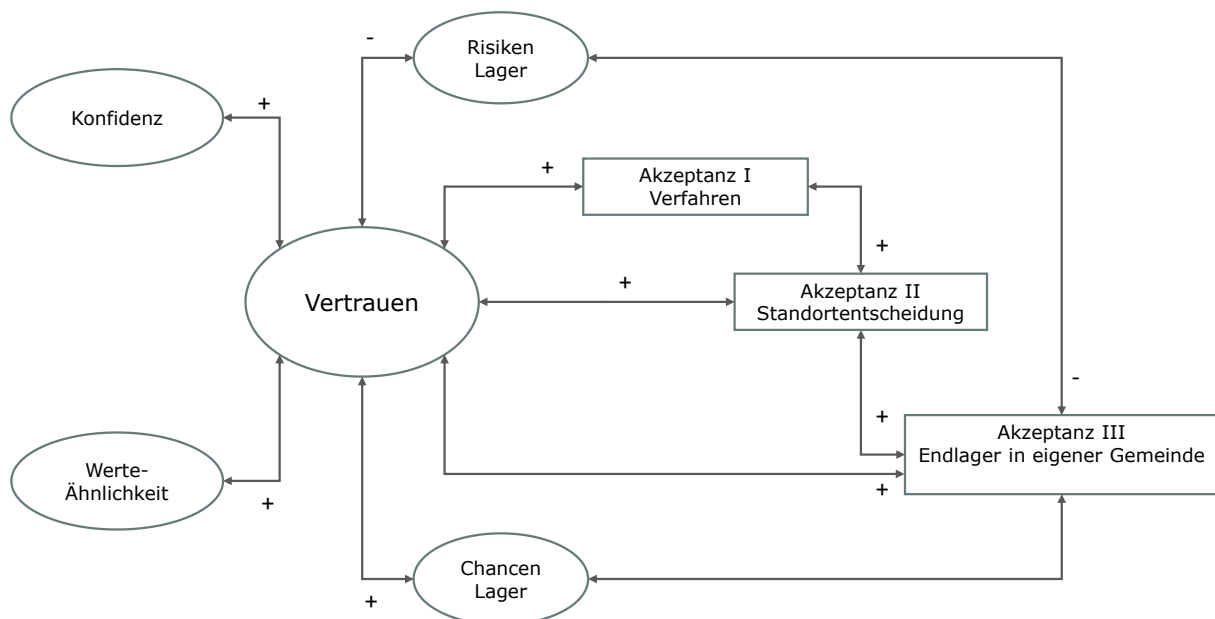 -
Risiken
Lager
Konfidenz
+
+
Akzeptanz I
Verfahren
+
+
Akzeptanz II
Standortentscheidung
Vertrauen
-
+
Akzeptanz III
Endlager in eigener Gemeinde
Werte-
Ähnlichkeit
+
+
Chancen
Lager
+